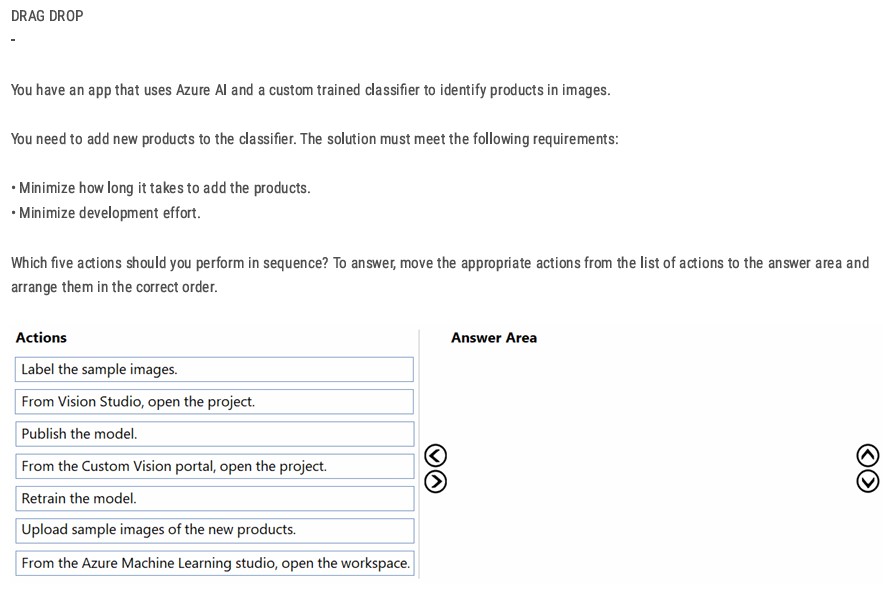 DRAG DROP
-
You have an app that uses Azure AI and a custom trained classifier to identify products in images.
You need to add new products to the classifier. The solution must meet the following requirements:
• Minimize how long it takes to add the products.
• Minimize development effort.
Which five actions should you perform in sequence? To answer, move the appropriate actions from the list of actions to the answer area and
arrange them in the correct order.
Actions
Answer Area
Label the sample images.
From Vision Studio, open the project.
Publish the model.
From the Custom Vision portal, open the project.
Retrain the model.
Upload sample images of the new products.
From the Azure Machine Learning studio, open the workspace.